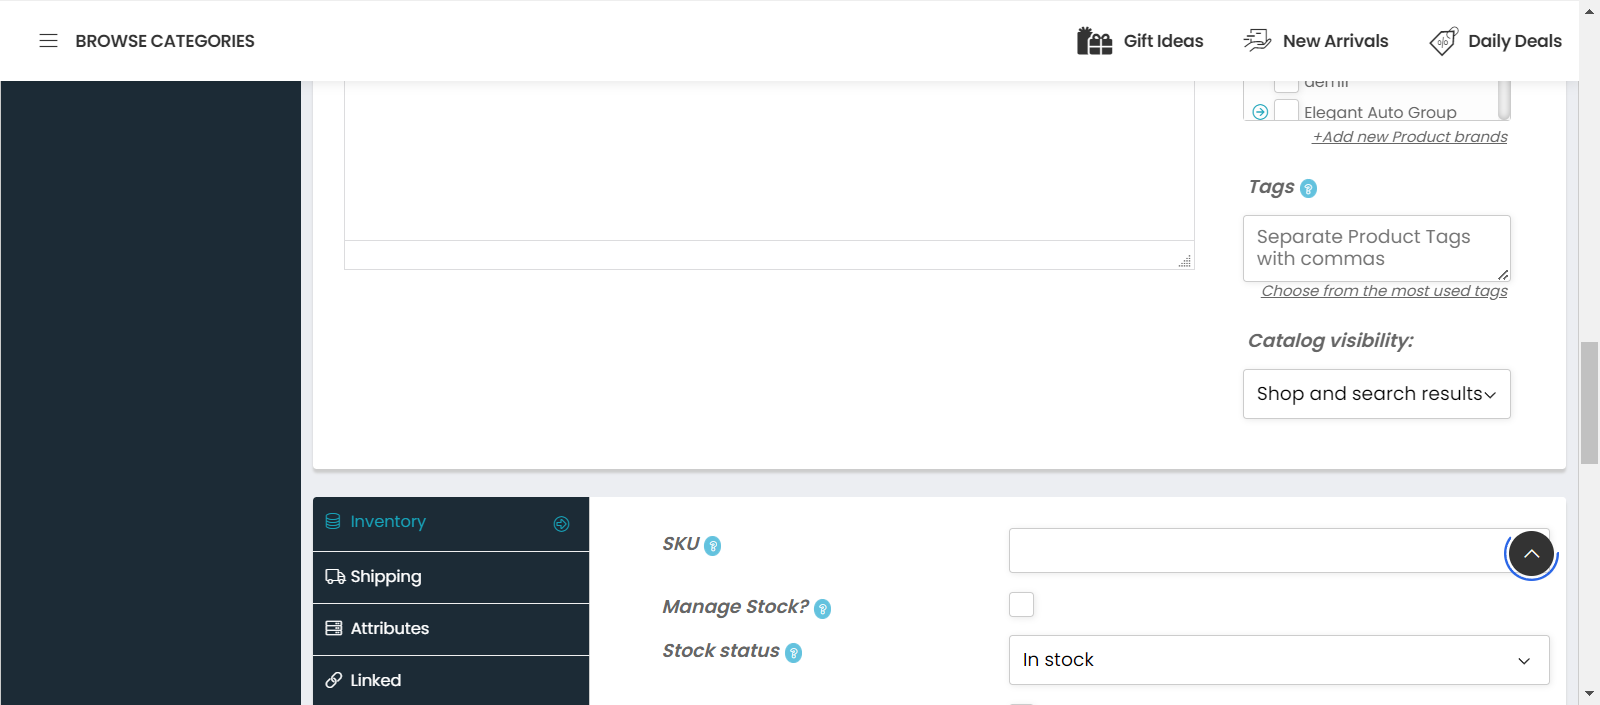 BROWSE CATEGORIES
Gift Ideas
New Arrivals
Daily Deals
Elegant Auto Group
+Add new Product brands
Tags
Separate Product Tags
with commas
Choose from the most used tags
Catalog visibility:
Shop and search results
Inventory
Shipping
Attributes
Linked
SKU
Manage Stock?
Stock status
In stock